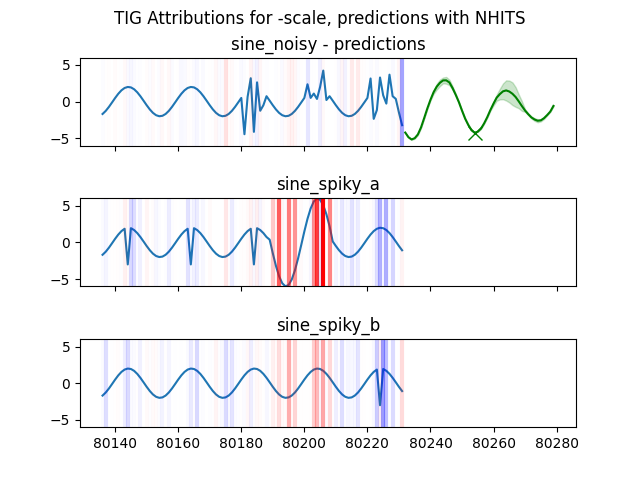 TIG Attributions for -scale, predictions with NHITS
sine_noisy - predictions
5
0
−5
sine_spiky_a
5
0
−5
sine_spiky_b
5
0
−5
80140 80160 80180 80200 80220 80240 80260 80280